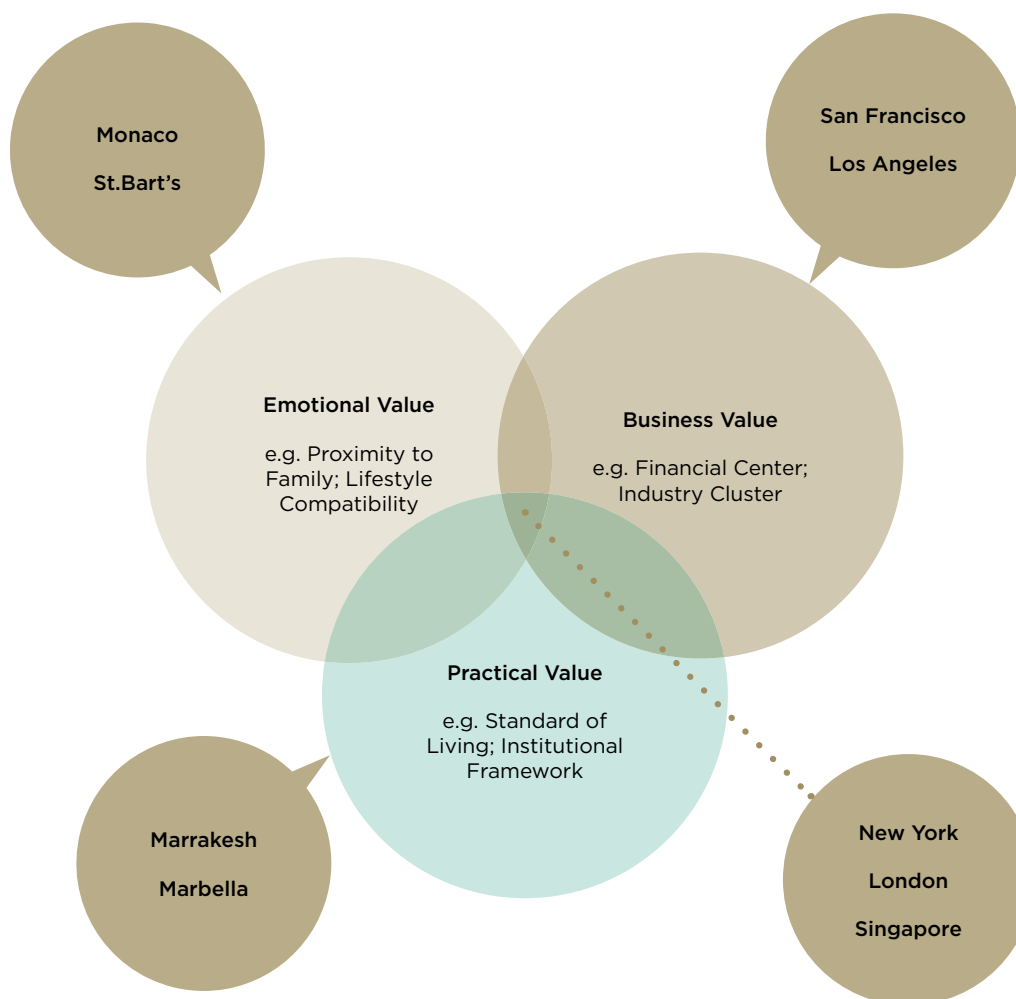 Monaco
St.Bart's
San Francisco
Los Angeles
Emotional Value
e.g. Proximity to
Family; Lifestyle
Compatibility
Business Value
e.g. Financial Center;
Industry Cluster
Practical Value
e.g. Standard of
Living; Institutional
Framework
Marrakesh
Marbella
New York
London
Singapore